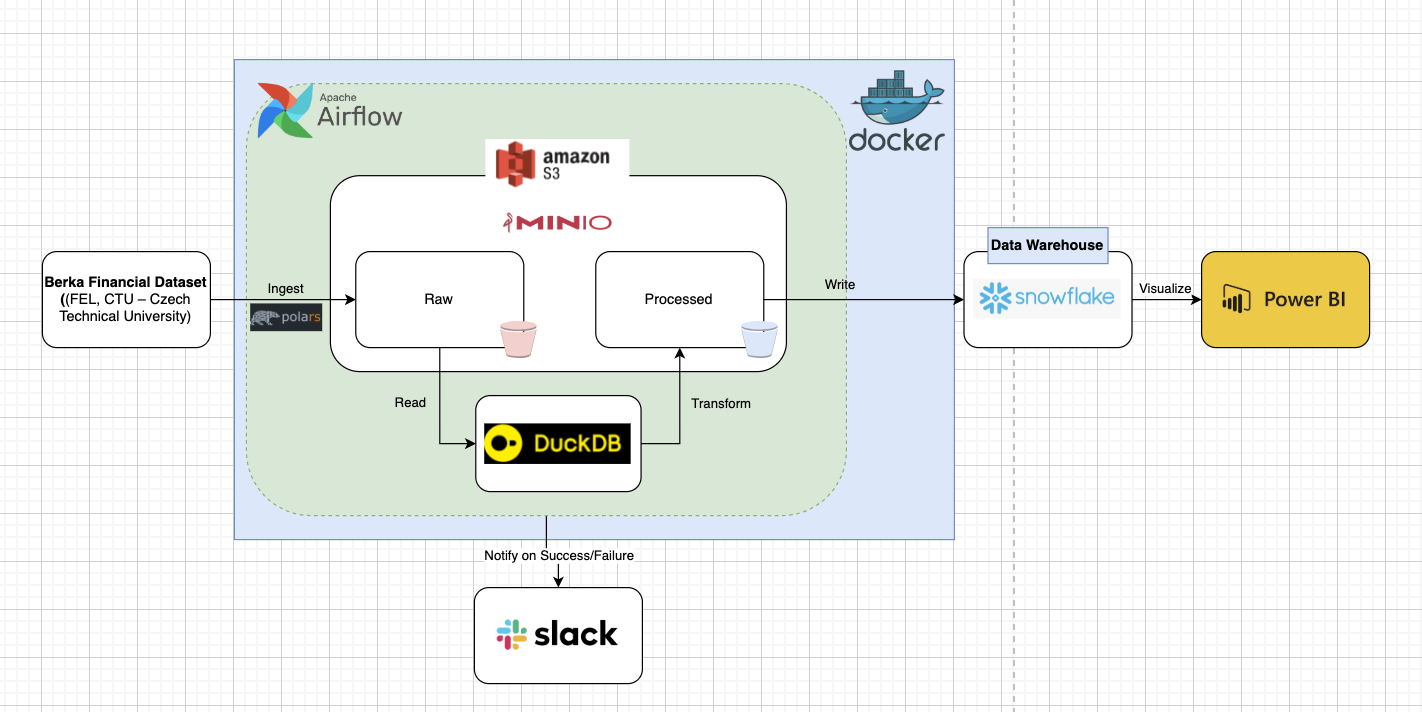 Apache
Airflow
docker
amazon
S3
MINIO
Data Warehouse
Berka Financial Dataset
((FEL, CTU – Czech
Technical University)
Ingest
polars
Raw
Processed
Write
snowflake
Visualize
Power BI
Read
Transform
DuckDB
Notify on Success/Failure
slack